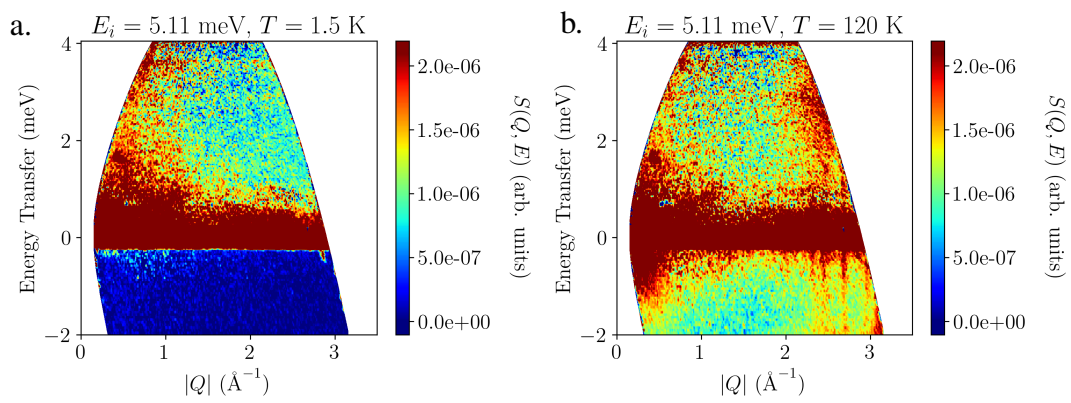 a.
E_i = 5.11 meV, T = 1.5 K
4
2
0
−2
Energy Transfer (meV)
0
1
2
3
|Q| (Å⁻¹)
2.0e-06
1.5e-06
1.0e-06
5.0e-07
0.0e+00
S(Q, E) (arb. units)
b.
E_i = 5.11 meV, T = 120 K
4
2
0
−2
Energy Transfer (meV)
0
1
2
3
|Q| (Å⁻¹)
2.0e-06
1.5e-06
1.0e-06
5.0e-07
0.0e+00
S(Q, E) (arb. units)